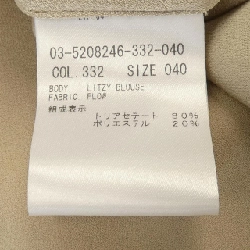 03-5208246-332-040
COL.332 SIZE 040
BODY LITZY BLOUSE
FABRIC FLO#
組成表示
トリアセテート 80%
ポリエステル 20%